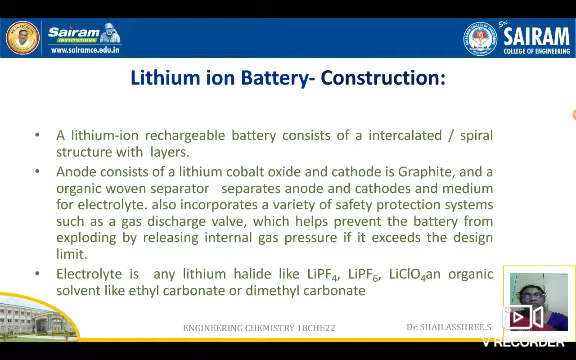 Sairam
INSTITUTIONS
www.sairamce.edu.in
Sri
SAIRAM
COLLEGE OF ENGINEERING
Lithium ion Battery- Construction:
• A lithium-ion rechargeable battery consists of a intercalated / spiral
structure with layers.
• Anode consists of a lithium cobalt oxide and cathode is Graphite, and a
organic woven separator separates anode and cathodes and medium
for electrolyte. also incorporates a variety of safety protection systems
such as a gas discharge valve, which helps prevent the battery from
exploding by releasing internal gas pressure if it exceeds the design
limit.
• Electrolyte is any lithium halide like LiPF4, LiPF6, LiClO4an organic
solvent like ethyl carbonate or dimethyl carbonate
ENGINEERING CHEMISTRY 18CHE22
Dr. SHAILASSHREE.S
V RECORDER